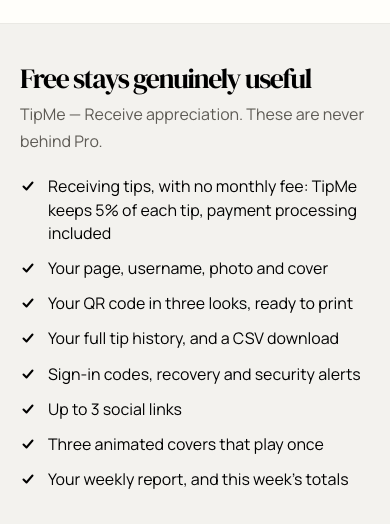 Free stays genuinely useful
TipMe — Receive appreciation. These are never
behind Pro.
Receiving tips, with no monthly fee: TipMe
keeps 5% of each tip, payment processing
included
Your page, username, photo and cover
Your QR code in three looks, ready to print
Your full tip history, and a CSV download
Sign-in codes, recovery and security alerts
Up to 3 social links
Three animated covers that play once
Your weekly report, and this week's totals